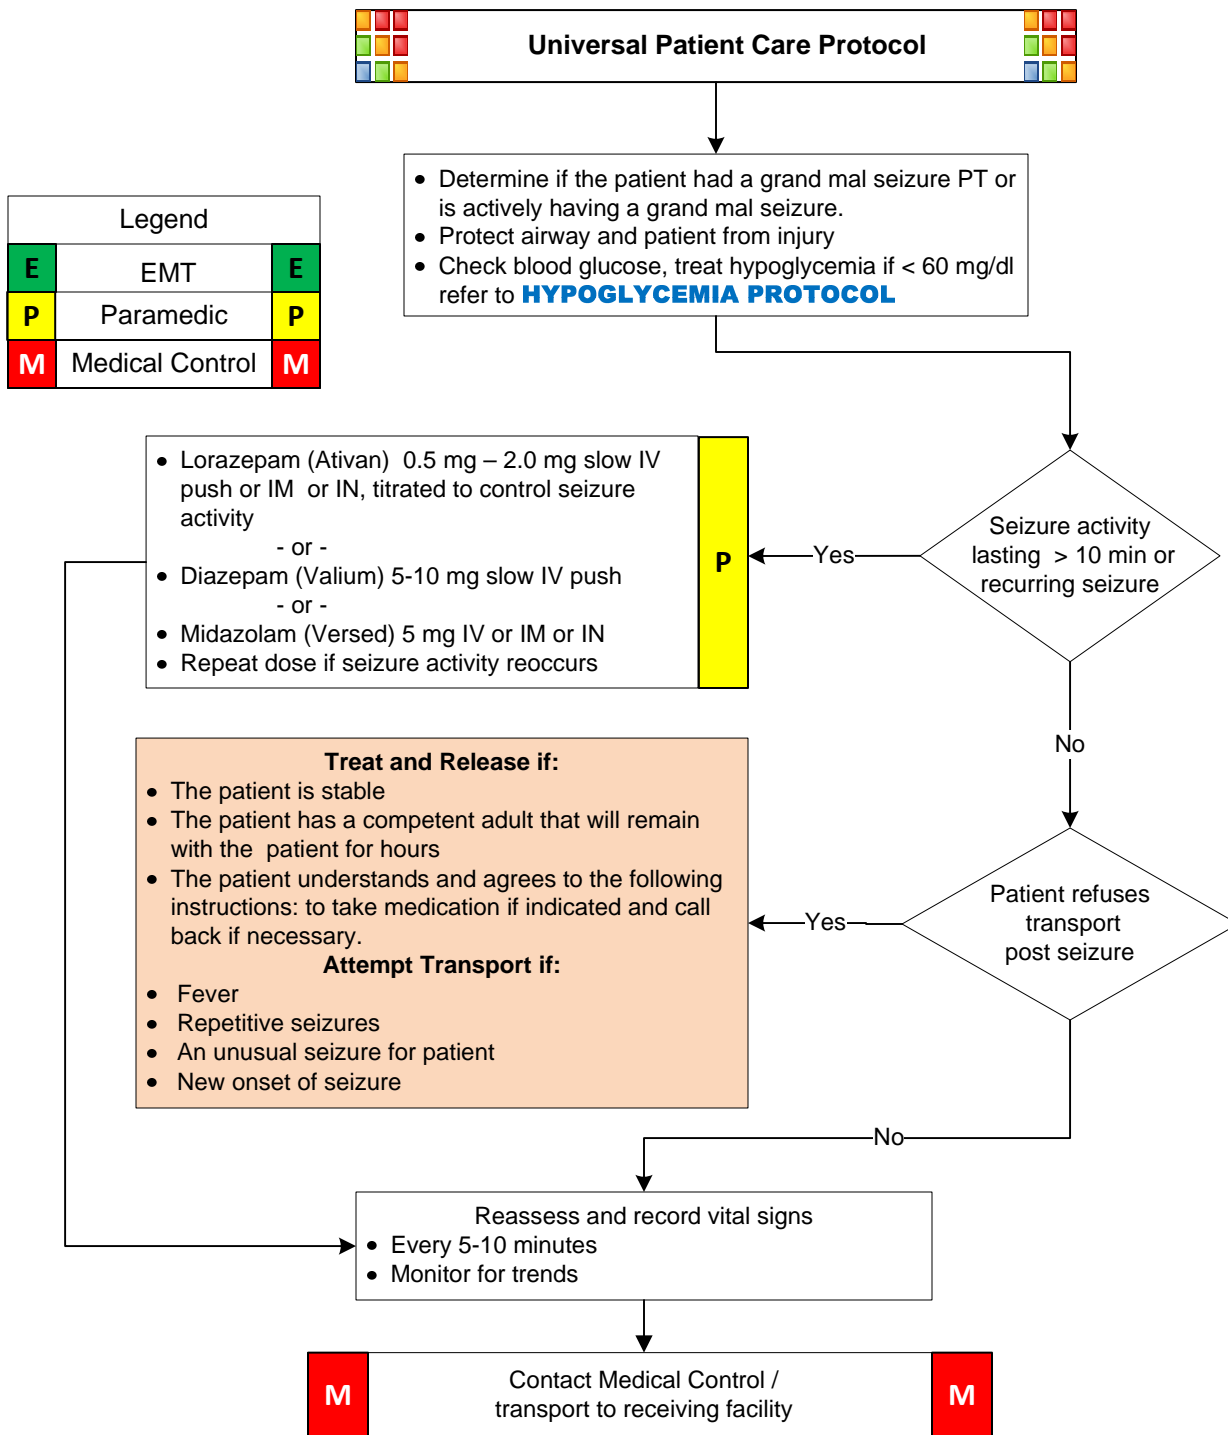 Universal Patient Care Protocol
• Determine if the patient had a grand mal seizure PT or
is actively having a grand mal seizure.
• Protect airway and patient from injury
• Check blood glucose, treat hypoglycemia if < 60 mg/dl
refer to HYPOGLYCEMIA PROTOCOL
Legend
E EMT E
P Paramedic P
M Medical Control M
• Lorazepam (Ativan) 0.5 mg – 2.0 mg slow IV
push or IM or IN, titrated to control seizure
activity
- or -
• Diazepam (Valium) 5-10 mg slow IV push
- or -
• Midazolam (Versed) 5 mg IV or IM or IN
• Repeat dose if seizure activity reoccurs
P
Yes
Seizure activity
lasting > 10 min or
recurring seizure
No
Treat and Release if:
• The patient is stable
• The patient has a competent adult that will remain
with the patient for hours
• The patient understands and agrees to the following
instructions: to take medication if indicated and call
back if necessary.
Attempt Transport if:
• Fever
• Repetitive seizures
• An unusual seizure for patient
• New onset of seizure
Yes
Patient refuses
transport
post seizure
No
Reassess and record vital signs
• Every 5-10 minutes
• Monitor for trends
M
Contact Medical Control /
transport to receiving facility
M